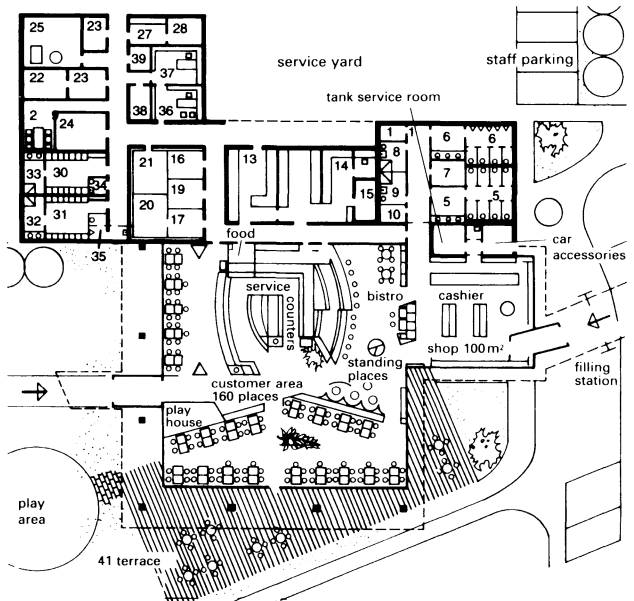 25
23
27
28
39
37
22
23
38
36
2
24
33
30
34
32
31
35
21
16
19
20
17
13
14
15
1
1
8
9
10
6
6
7
5
5
service yard
staff parking
tank service room
car
accessories
food
service
counters
bistro
cashier
shop 100 m²
standing
places
filling
station
customer area
160 places
play
house
play
area
41 terrace